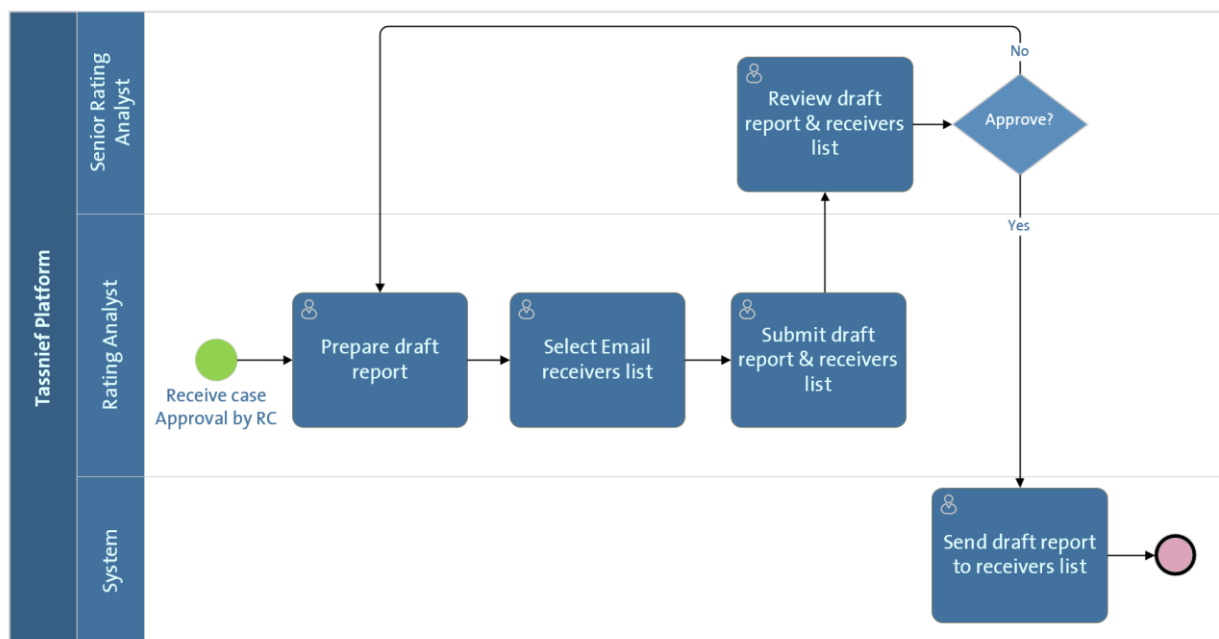 Tassnief Platform
Senior Rating
Analyst
Review draft
report & receivers
list
Approve?
No
Yes
Rating Analyst
Receive case
Approval by RC
Prepare draft
report
Select Email
receivers list
Submit draft
report & receivers
list
System
Send draft report
to receivers list